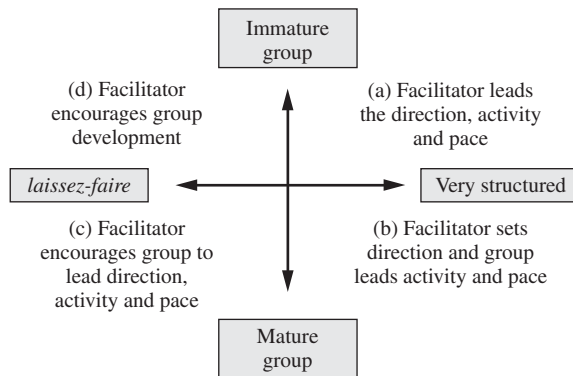 Immature
group
(d) Facilitator
encourages group
development
(a) Facilitator leads
the direction, activity
and pace
laissez-faire
Very structured
(c) Facilitator
encourages group to
lead direction,
activity and pace
(b) Facilitator sets
direction and group
leads activity and pace
Mature
group